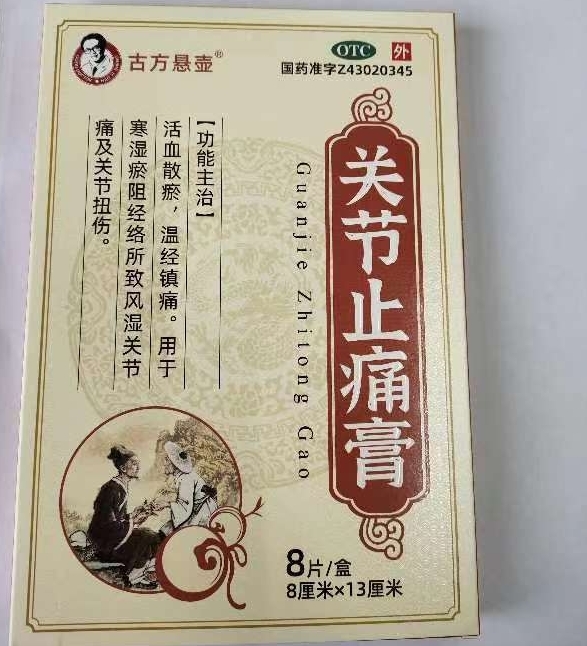 古方悬壶®
OTC
外
国药准字Z43020345
关节止痛膏
Guanjie Zhitong Gao
【功能主治】
活血散瘀，温经镇痛。用于
寒湿瘀阻经络所致风湿关节
痛及关节扭伤。
8片/盒
8厘米×13厘米